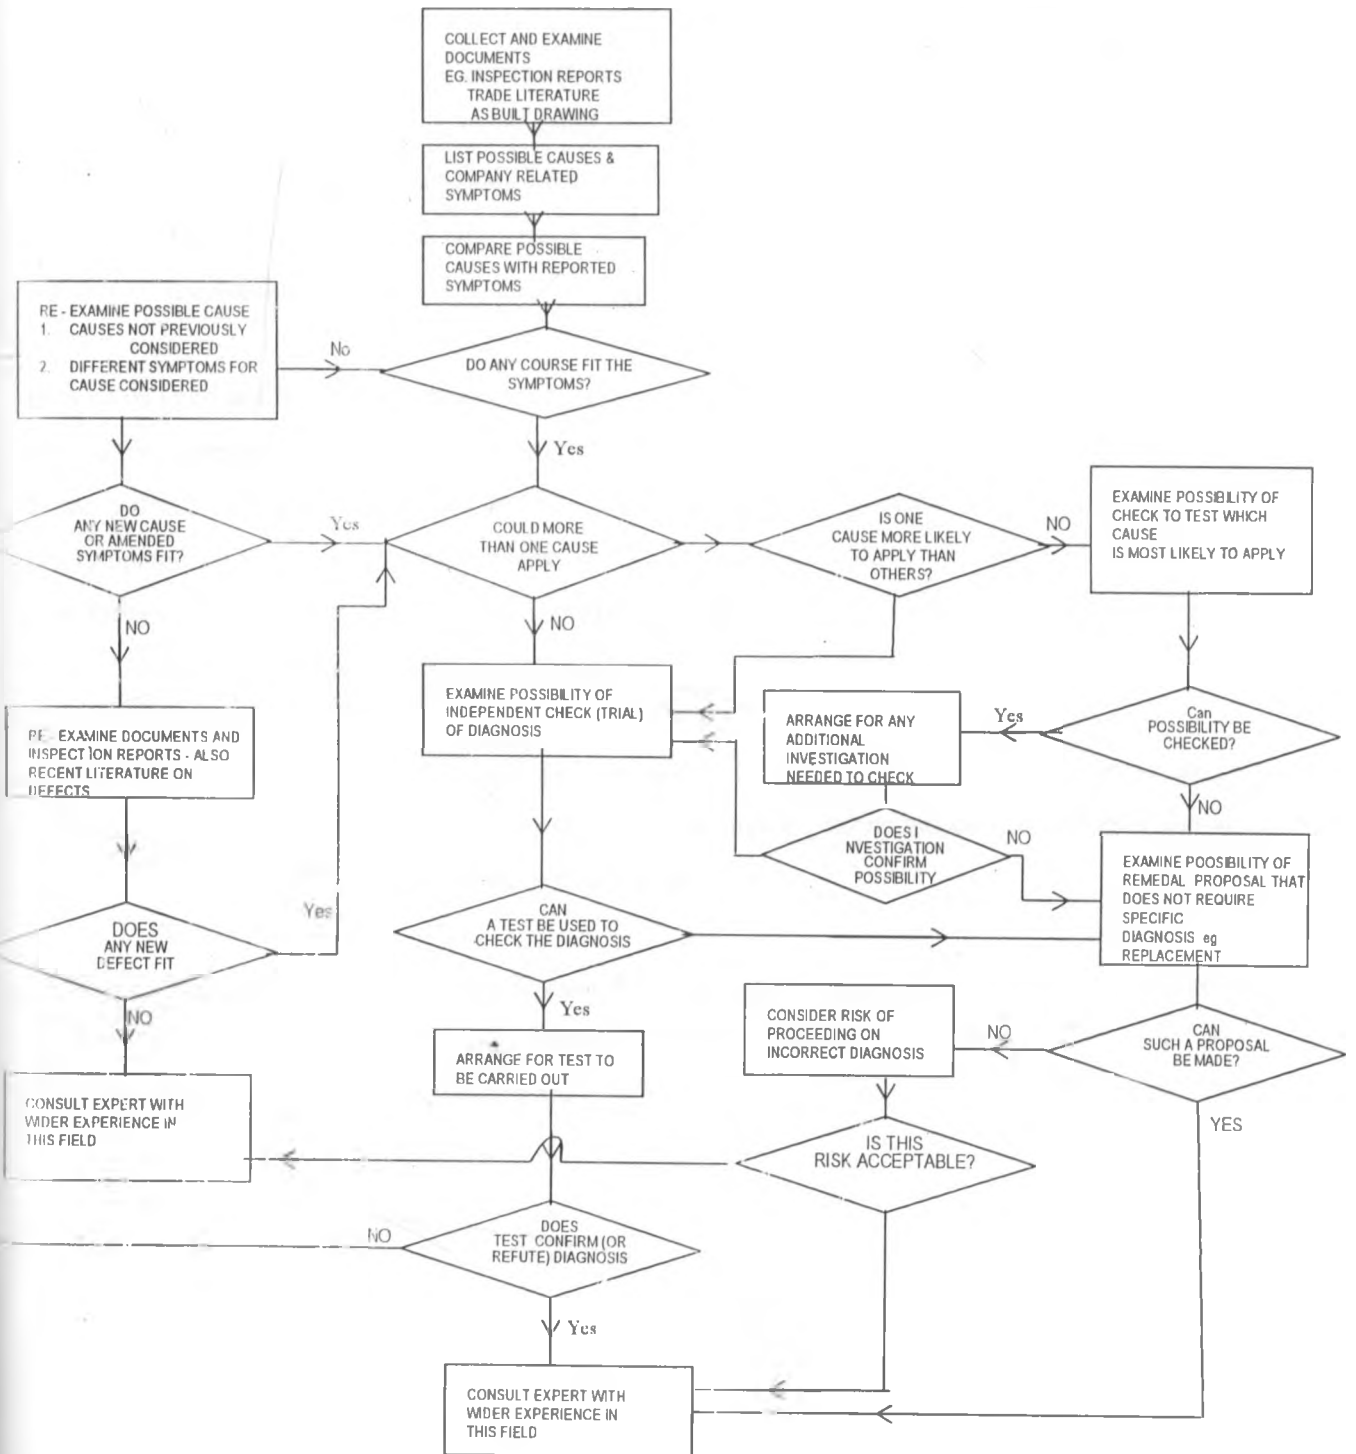 COLLECT AND EXAMINE
DOCUMENTS
EG. INSPECTION REPORTS
TRADE LITERATURE
AS BUILT DRAWING
LIST POSSIBLE CAUSES &
COMPANY RELATED
SYMPTOMS
COMPARE POSSIBLE
CAUSES WITH REPORTED
SYMPTOMS
RE - EXAMINE POSSIBLE CAUSE
1. CAUSES NOT PREVIOUSLY
CONSIDERED
2. DIFFERENT SYMPTOMS FOR
CAUSE CONSIDERED
No
DO ANY COURSE FIT THE
SYMPTOMS?
Yes
DO
ANY NEW CAUSE
OR AMENDED
SYMPTOMS FIT?
Yes
COULD MORE
THAN ONE CAUSE
APPLY
IS ONE
CAUSE MORE LIKELY
TO APPLY THAN
OTHERS?
NO
EXAMINE POSSIBILITY OF
CHECK TO TEST WHICH
CAUSE
IS MOST LIKELY TO APPLY
NO
NO
EXAMINE POSSIBILITY OF
INDEPENDENT CHECK (TRIAL)
OF DIAGNOSIS
ARRANGE FOR ANY
ADDITIONAL
INVESTIGATION
NEEDED TO CHECK
Yes
Can
POSSIBILITY BE
CHECKED?
RE - EXAMINE DOCUMENTS AND
INSPECTION REPORTS - ALSO
RECENT LITERATURE ON
DEFECTS
NO
DOES I
NVESTIGATION
CONFIRM
POSSIBILITY
NO
EXAMINE POOSIBILITY OF
REMEDAL PROPOSAL THAT
DOES NOT REQUIRE
SPECIFIC
DIAGNOSIS eg
REPLACEMENT
DOES
ANY NEW
DEFECT FIT
Yes
CAN
A TEST BE USED TO
CHECK THE DIAGNOSIS
NO
Yes
CONSIDER RISK OF
PROCEEDING ON
INCORRECT DIAGNOSIS
NO
CAN
SUCH A PROPOSAL
BE MADE?
ARRANGE FOR TEST TO
BE CARRIED OUT
YES
CONSULT EXPERT WITH
WIDER EXPERIENCE IN
THIS FIELD
IS THIS
RISK ACCEPTABLE?
NO
DOES
TEST CONFIRM (OR
REFUTE) DIAGNOSIS
Yes
CONSULT EXPERT WITH
WIDER EXPERIENCE IN
THIS FIELD